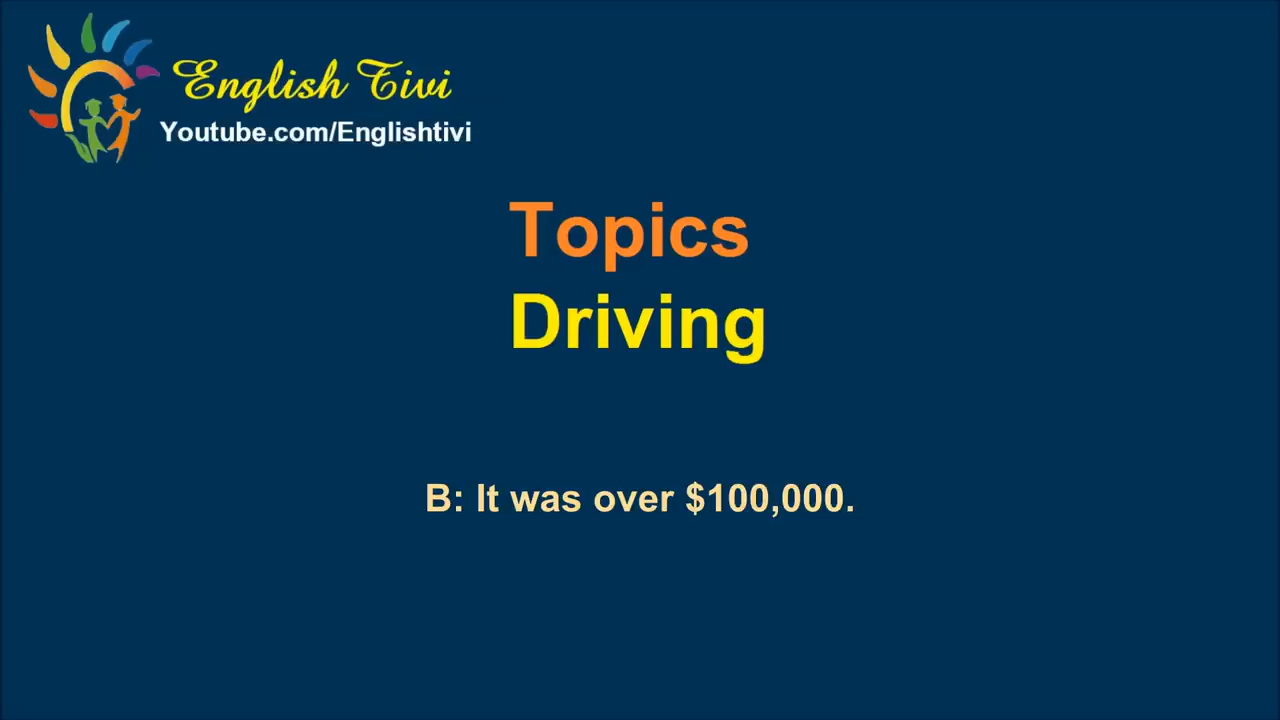 English Tivi
Youtube.com/Englishtivi
Topics
Driving
B: It was over $100,000.